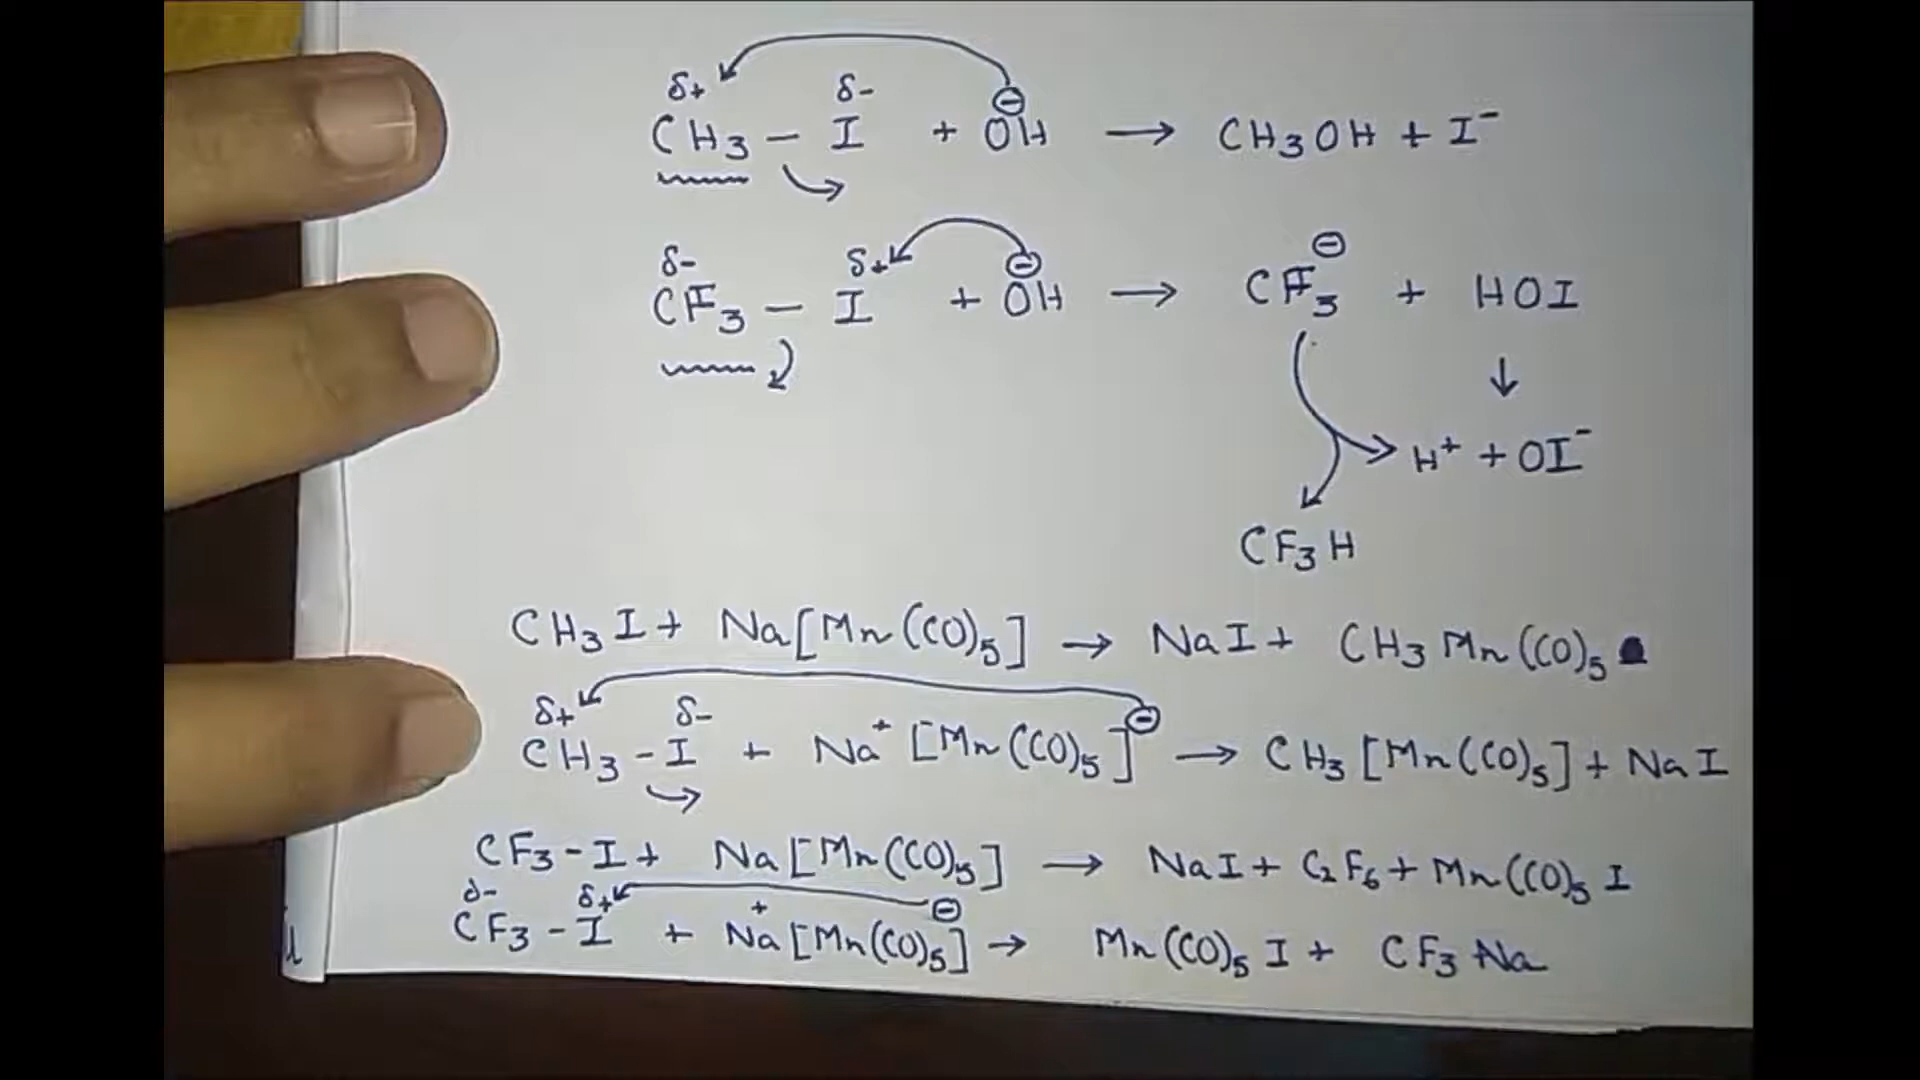 δ+ δ-
CH3 - I + ⊖OH → CH3OH + I⁻
δ- δ+ ⊖
CF3 - I + ⊖OH → CF3 + HOI
↓
H⁺ + OI⁻
CF3H
CH3I + Na[Mn(CO)5] → NaI + CH3Mn(CO)5
δ+ δ-
CH3-I + Na⁺[Mn(CO)5]⊖ → CH3[Mn(CO)5] + NaI
CF3-I + Na[Mn(CO)5] → NaI + C2F6 + Mn(CO)5I
δ- δ+
CF3-I + Na⁺[Mn(CO)5]⊖ → Mn(CO)5I + CF3Na